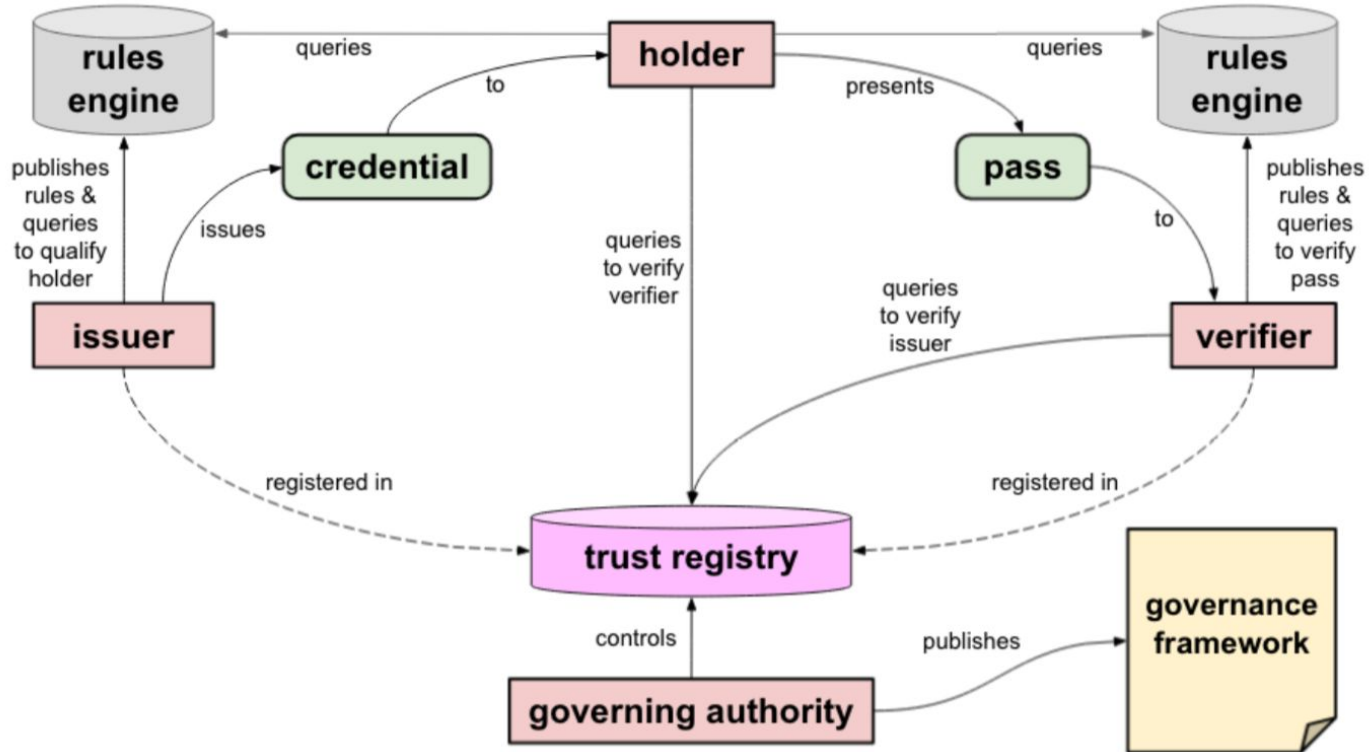 rules
engine
queries
holder
queries
rules
engine
to
presents
publishes
rules &
queries
to qualify
holder
credential
pass
publishes
rules &
queries
to verify
pass
issues
to
queries
to verify
verifier
queries
to verify
issuer
issuer
verifier
registered in
registered in
trust registry
governance
framework
controls
publishes
governing authority